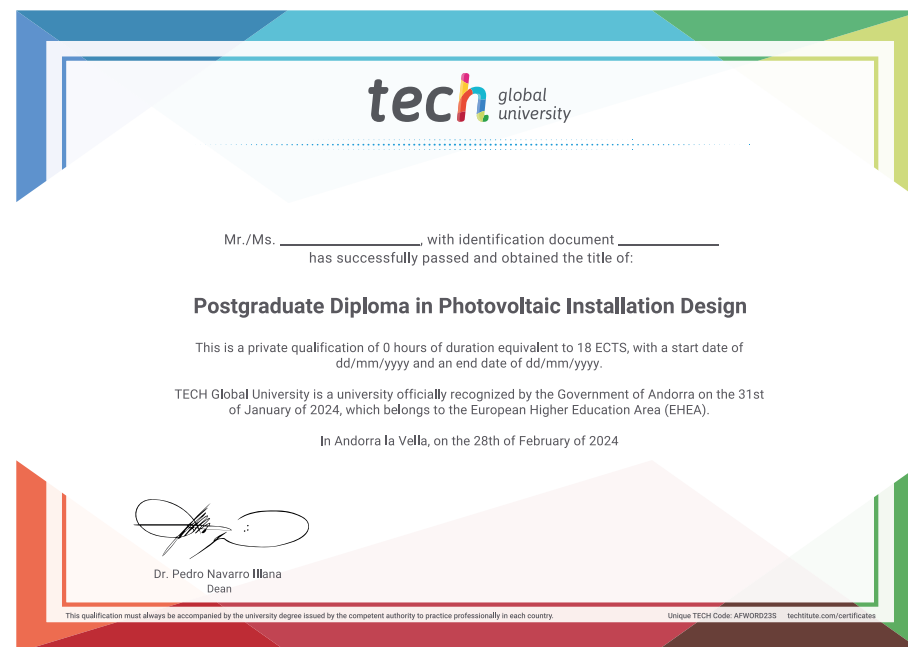 tech global
university
Mr./Ms. ____________________, with identification document ______________
has successfully passed and obtained the title of:
Postgraduate Diploma in Photovoltaic Installation Design
This is a private qualification of 0 hours of duration equivalent to 18 ECTS, with a start date of
dd/mm/yyyy and an end date of dd/mm/yyyy.
TECH Global University is a university officially recognized by the Government of Andorra on the 31st
of January of 2024, which belongs to the European Higher Education Area (EHEA).
In Andorra la Vella, on the 28th of February of 2024
Dr. Pedro Navarro Illana
Dean
This qualification must always be accompanied by the university degree issued by the competent authority to practice professionally in each country.
Unique TECH Code: AFWORD23S techtitute.com/certificates